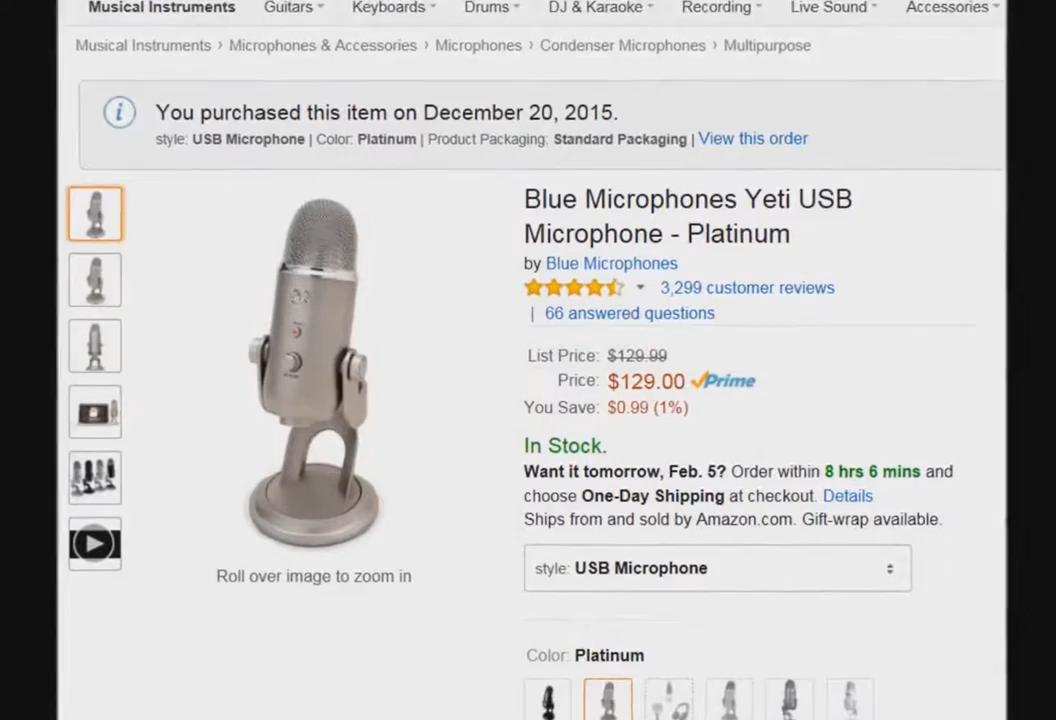 Musical Instruments Guitars Keyboards Drums DJ & Karaoke Recording Live Sound Accessories
Musical Instruments › Microphones & Accessories › Microphones › Condenser Microphones › Multipurpose
You purchased this item on December 20, 2015.
style: USB Microphone | Color: Platinum | Product Packaging: Standard Packaging | View this order
Blue Microphones Yeti USB
Microphone - Platinum
by Blue Microphones
3,299 customer reviews
| 66 answered questions
List Price: $129.99
Price: $129.00 Prime
You Save: $0.99 (1%)
In Stock.
Want it tomorrow, Feb. 5? Order within 8 hrs 6 mins and
choose One-Day Shipping at checkout. Details
Ships from and sold by Amazon.com. Gift-wrap available.
Roll over image to zoom in
style: USB Microphone
Color: Platinum